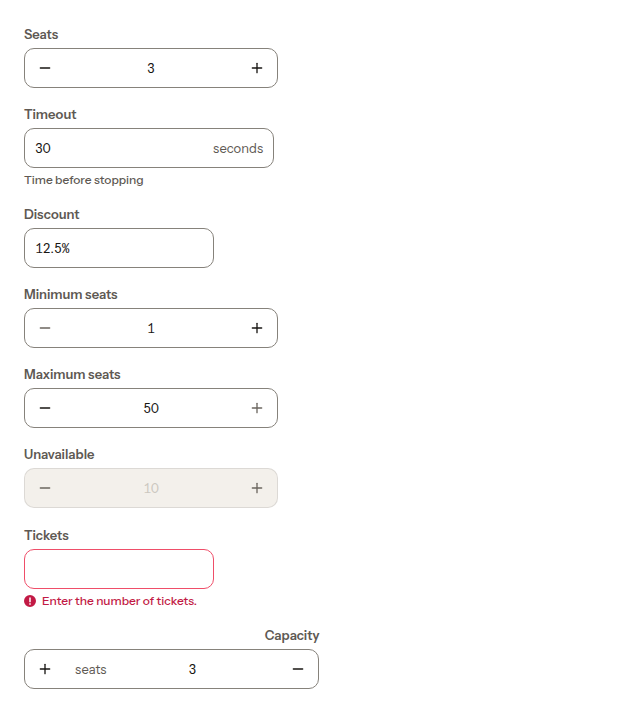 Seats
3
Timeout
30 seconds
Time before stopping
Discount
12.5%
Minimum seats
1
Maximum seats
50
Unavailable
10
Tickets
Enter the number of tickets.
Capacity
seats 3